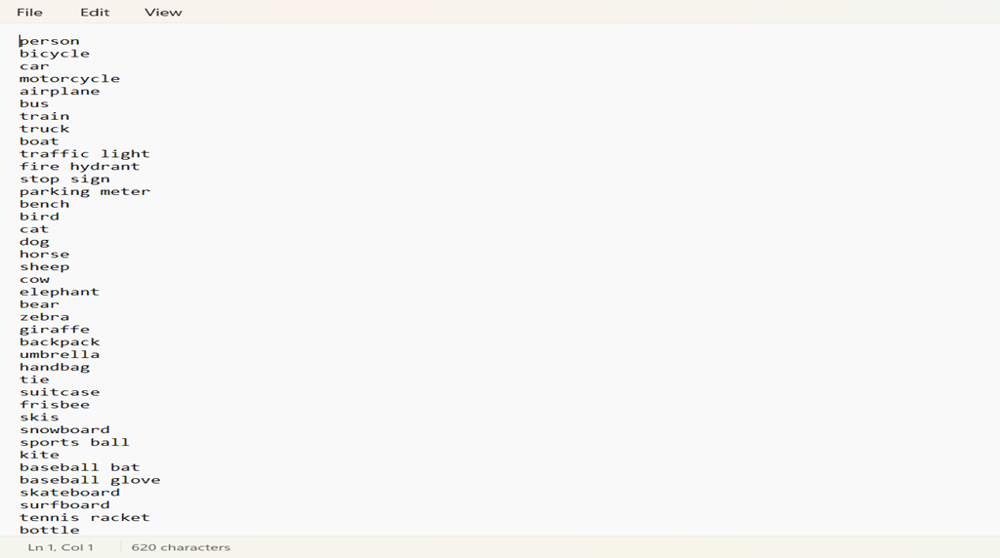 File Edit View
person
bicycle
car
motorcycle
airplane
bus
train
truck
boat
traffic light
fire hydrant
stop sign
parking meter
bench
bird
cat
dog
horse
sheep
cow
elephant
bear
zebra
giraffe
backpack
umbrella
handbag
tie
suitcase
frisbee
skis
snowboard
sports ball
kite
baseball bat
baseball glove
skateboard
surfboard
tennis racket
bottle
Ln 1, Col 1 620 characters